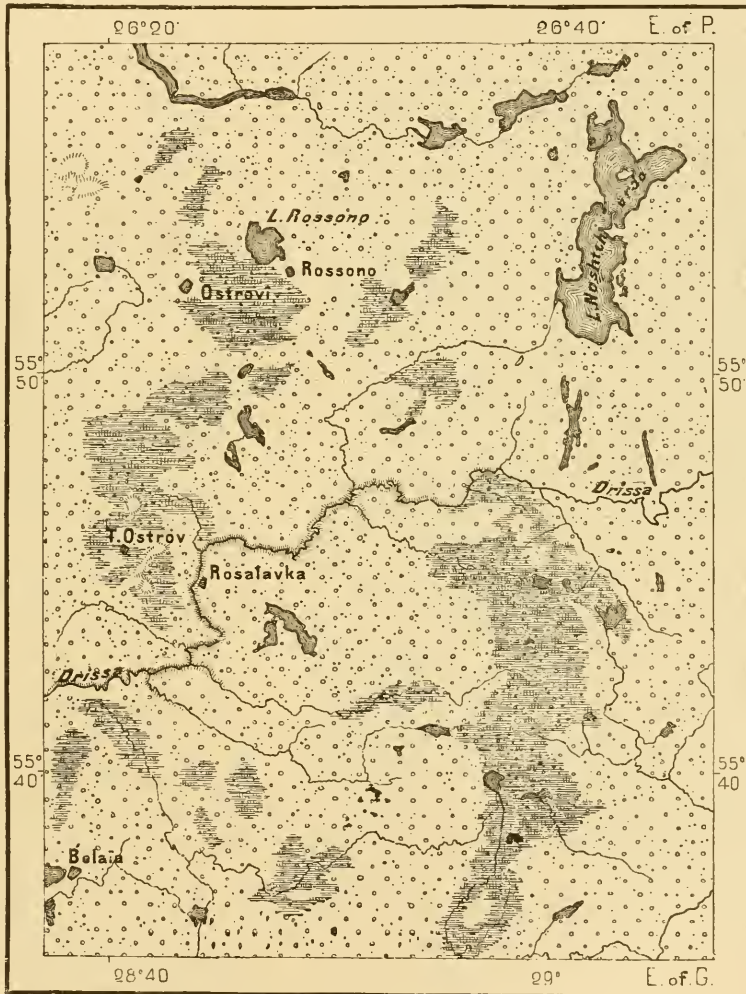 26°20' 26°40' E. of P.
L. Rossono
Rossono
Ostrovi
55°
50'
55°
50'
Drissa
T. Ostrov
Rosalavka
Drissa
55°
40'
55°
40'
Belaia
28°40 29° E. of G.